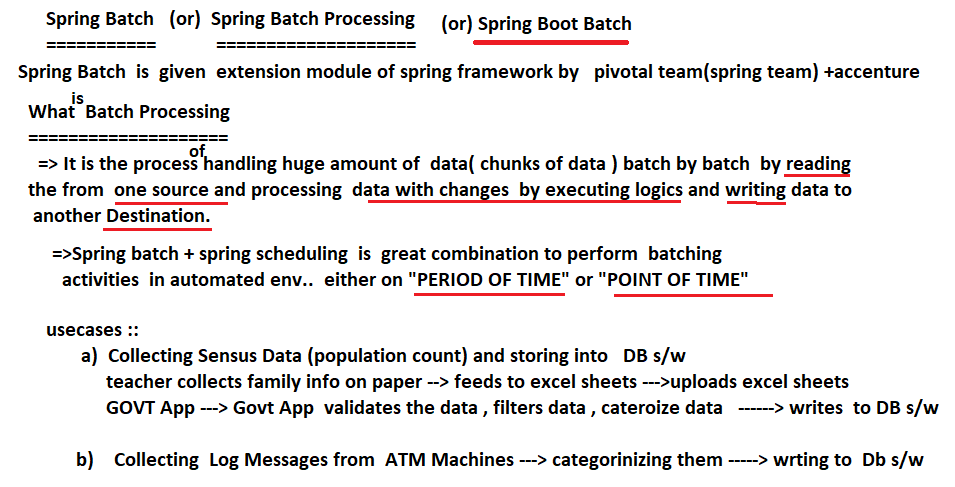 Spring Batch (or) Spring Batch Processing (or) Spring Boot Batch
=========== ====================
Spring Batch is given extension module of spring framework by pivotal team(spring team) +accenture
What is Batch Processing
====================
=> It is the process of handling huge amount of data( chunks of data ) batch by batch by reading
the from one source and processing data with changes by executing logics and writing data to
another Destination.
=>Spring batch + spring scheduling is great combination to perform batching
activities in automated env.. either on "PERIOD OF TIME" or "POINT OF TIME"
usecases ::
a) Collecting Sensus Data (population count) and storing into DB s/w
teacher collects family info on paper --> feeds to excel sheets --->uploads excel sheets
GOVT App ---> Govt App validates the data , filters data , cateroize data ------> writes to DB s/w
b) Collecting Log Messages from ATM Machines ---> categorinizing them -----> wrting to Db s/w